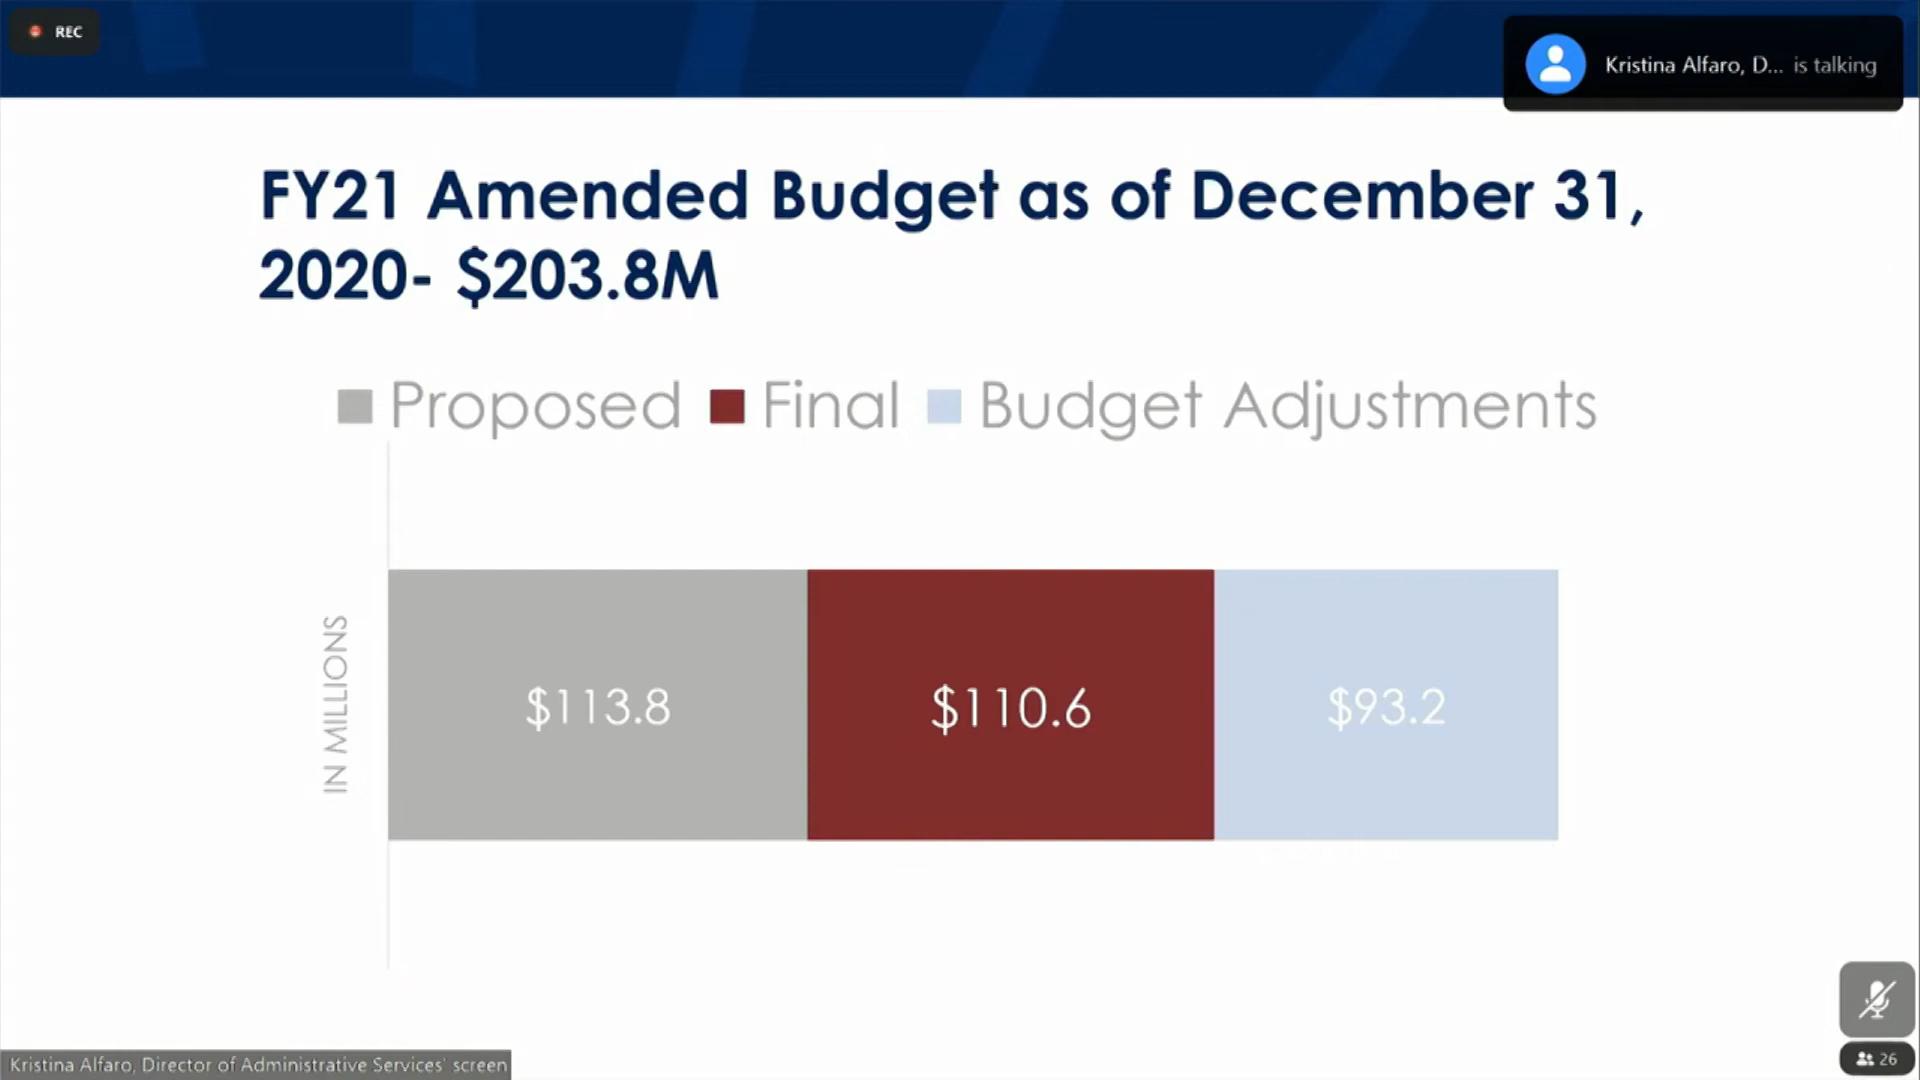 REC
Kristina Alfaro, D... is talking
FY21 Amended Budget as of December 31,
2020- $203.8M
Proposed Final Budget Adjustments
IN MILLIONS
$113.8 $110.6 $93.2
Kristina Alfaro, Director of Administrative Services' screen
26